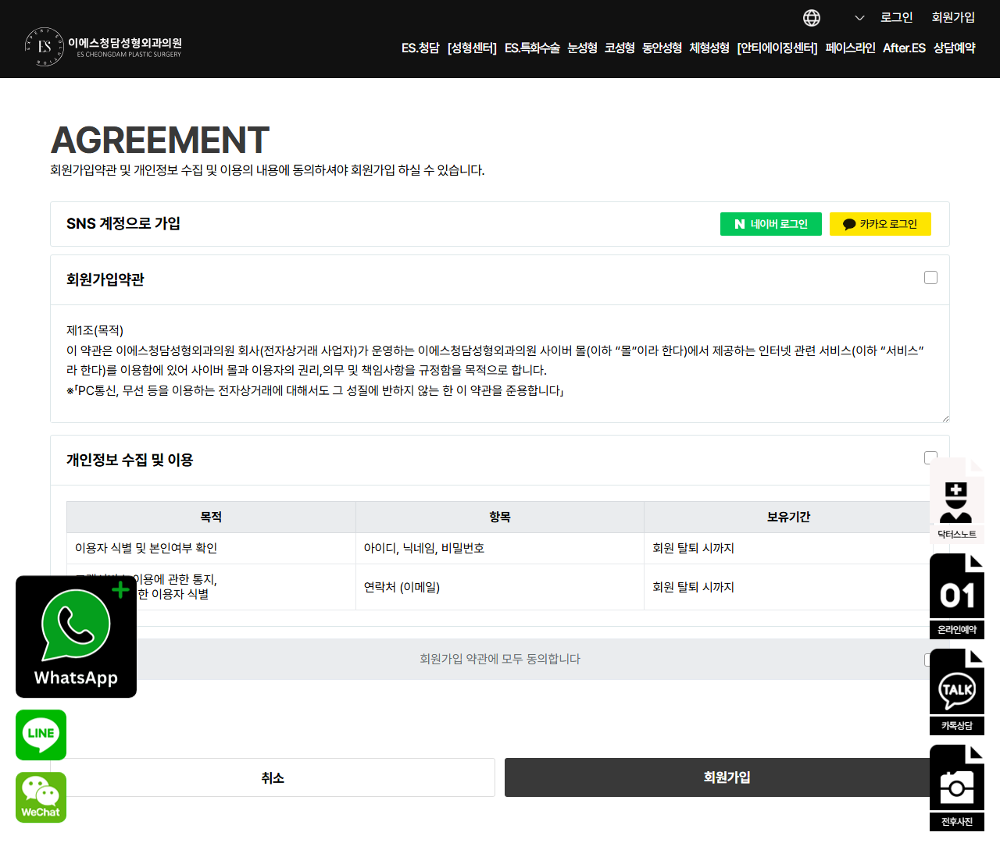 로그인 회원가입
EXPERT SOLUTION
ES
이에스청담성형외과의원
ES CHEONGDAM PLASTIC SURGERY
ES.청담 [성형센터] ES.특화수술 눈성형 코성형 동안성형 체형성형 [안티에이징센터] 페이스라인 After.ES 상담예약
AGREEMENT
회원가입약관 및 개인정보 수집 및 이용의 내용에 동의하셔야 회원가입 하실 수 있습니다.
SNS 계정으로 가입
N 네이버 로그인
카카오 로그인
회원가입약관
제1조(목적)
이 약관은 이에스청담성형외과의원 회사(전자상거래 사업자)가 운영하는 이에스청담성형외과의원 사이버 몰(이하 “몰”이라 한다)에서 제공하는 인터넷 관련 서비스(이하 “서비스”
라 한다)를 이용함에 있어 사이버 몰과 이용자의 권리,의무 및 책임사항을 규정함을 목적으로 합니다.
※「PC통신, 무선 등을 이용하는 전자상거래에 대해서도 그 성질에 반하지 않는 한 이 약관을 준용합니다」
개인정보 수집 및 이용
목적 항목 보유기간
이용자 식별 및 본인여부 확인 아이디, 닉네임, 비밀번호 회원 탈퇴 시까지
이용에 관한 통지,
한 이용자 식별
연락처 (이메일) 회원 탈퇴 시까지
회원가입 약관에 모두 동의합니다
취소
회원가입
WhatsApp
LINE
WeChat
닥터스노트
01
온라인예약
TALK
카톡상담
전후사진